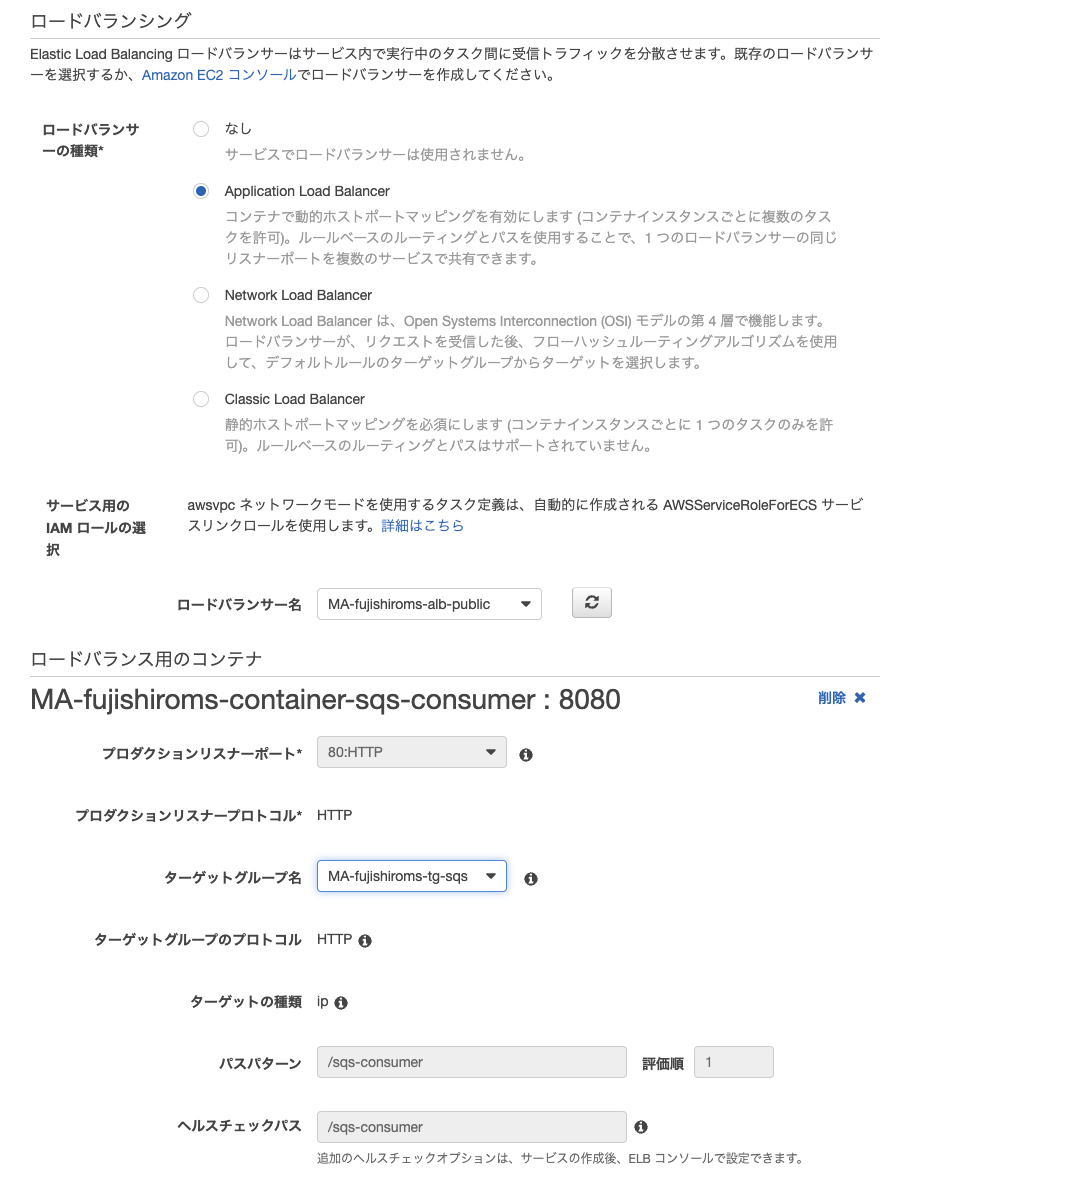 ロードバランシング
Elastic Load Balancing ロードバランサーはサービス内で実行中のタスク間に受信トラフィックを分散させます。既存のロードバランサ
ーを選択するか、Amazon EC2 コンソールでロードバランサーを作成してください。
ロードバランサ
ーの種類*
なし
サービスでロードバランサーは使用されません。
Application Load Balancer
コンテナで動的ホストポートマッピングを有効にします (コンテナインスタンスごとに複数のタス
クを許可)。ルールベースのルーティングとパスを使用することで、1 つのロードバランサーの同じ
リスナーポートを複数のサービスで共有できます。
Network Load Balancer
Network Load Balancer は、Open Systems Interconnection (OSI) モデルの第 4 層で機能します。
ロードバランサーが、リクエストを受信した後、フローハッシュルーティングアルゴリズムを使用
して、デフォルトルールのターゲットグループからターゲットを選択します。
Classic Load Balancer
静的ホストポートマッピングを必須にします (コンテナインスタンスごとに 1 つのタスクのみを許
可)。ルールベースのルーティングとパスはサポートされていません。
サービス用の
IAM ロールの選
択
awsvpc ネットワークモードを使用するタスク定義は、自動的に作成される AWSServiceRoleForECS サービ
スリンクロールを使用します。詳細はこちら
ロードバランサー名 MA-fujishiroms-alb-public
ロードバランス用のコンテナ
MA-fujishiroms-container-sqs-consumer : 8080 削除
プロダクションリスナーポート* 80:HTTP
プロダクションリスナープロトコル* HTTP
ターゲットグループ名 MA-fujishiroms-tg-sqs
ターゲットグループのプロトコル HTTP
ターゲットの種類 ip
パスパターン /sqs-consumer 評価順 1
ヘルスチェックパス /sqs-consumer
追加のヘルスチェックオプションは、サービスの作成後、ELB コンソールで設定できます。